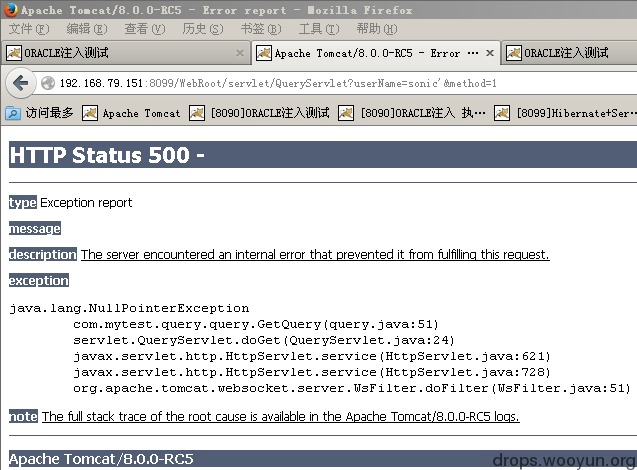 Apache Tomcat/8.0.0-RC5 - Error report - Mozilla Firefox
文件(F) 编辑(E) 查看(V) 历史(S) 书签(B) 工具(T) 帮助(H)
ORACLE注入测试 × Apache Tomcat/8.0.0-RC5 - Error ... × ORACLE注入测试
192.168.79.151:8099/WebRoot/servlet/QueryServlet?userName=sonic'&method=1
访问最多 Apache Tomcat [8090]ORACLE注入测试 [8090]ORACLE注入 执... [8099]Hibernate+Ser...
HTTP Status 500 -
type Exception report
message
description The server encountered an internal error that prevented it from fulfilling this request.
exception
java.lang.NullPointerException
com.mytest.query.query.GetQuery(query.java:51)
servlet.QueryServlet.doGet(QueryServlet.java:24)
javax.servlet.http.HttpServlet.service(HttpServlet.java:621)
javax.servlet.http.HttpServlet.service(HttpServlet.java:728)
org.apache.tomcat.websocket.server.WsFilter.doFilter(WsFilter.java:51)
note The full stack trace of the root cause is available in the Apache Tomcat/8.0.0-RC5 logs.
Apache Tomcat/8.0.0-RC5
drops.wooyun.org